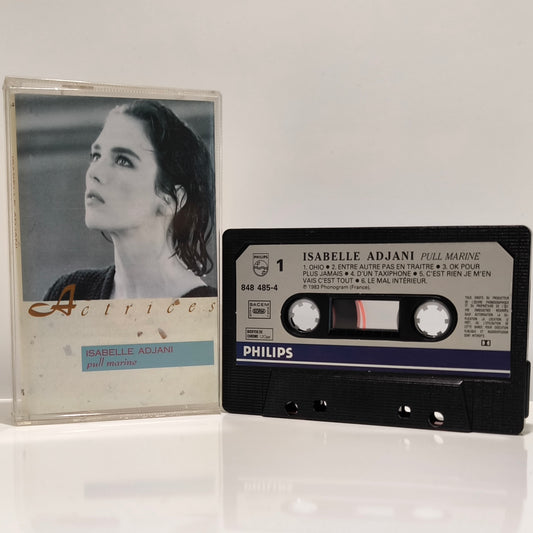 Actrices
ISABELLE ADJANI
pull marine
PHILIPS
1
848 485-4
SACEM
ISABELLE ADJANI PULL MARINE
1. OHIO • 2. ENTRE AUTRE PAS EN TRAITRE • 3. OK POUR
PLUS JAMAIS • 4. D'UN TAXIPHONE • 5. C'EST RIEN JE M'EN
VAIS C'EST TOUT • 6. LE MAL INTÉRIEUR.
℗ 1983 Phonogram (France).
PHILIPS